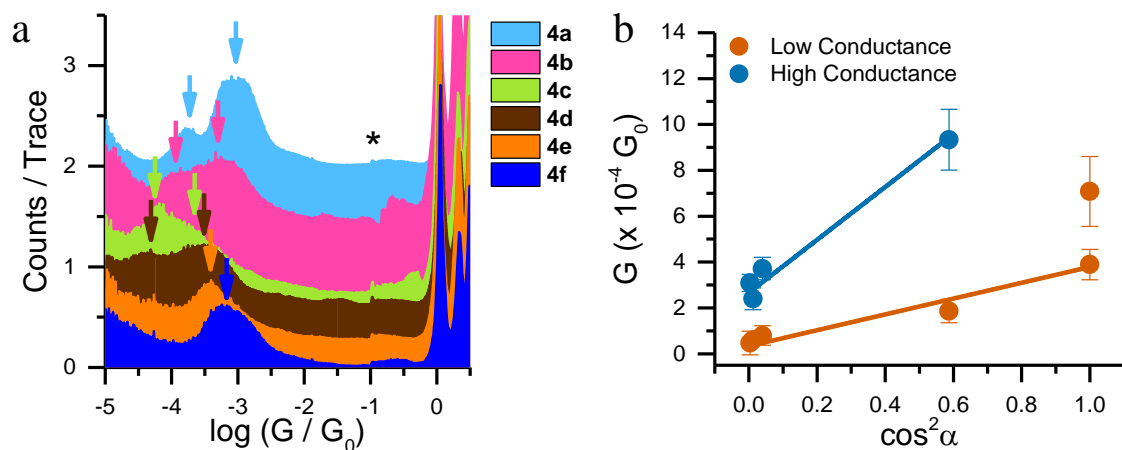 a
Counts / Trace
3
2
1
0
-5
-4
-3
-2
-1
0
log (G / G₀)
*
4a
4b
4c
4d
4e
4f
b
G (x 10⁻⁴ G₀)
14
12
10
8
6
4
2
0
0.0
0.2
0.4
0.6
0.8
1.0
cos²α
Low Conductance
High Conductance